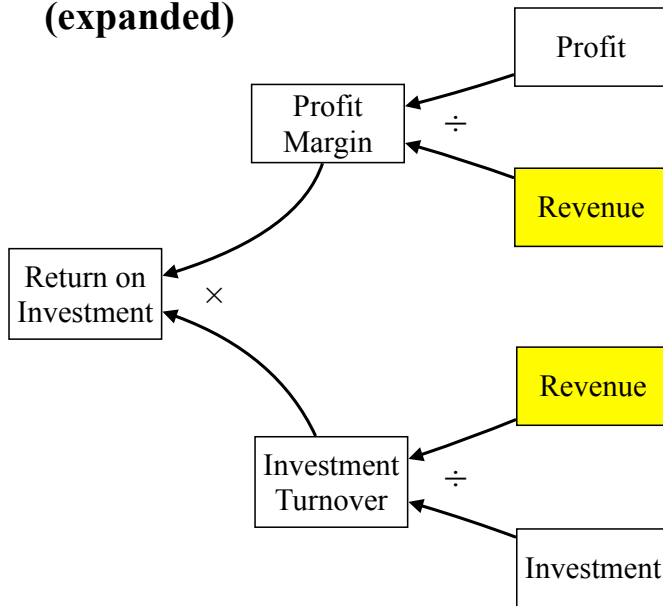 (expanded)
Profit
Profit
Margin
÷
Revenue
Return on
Investment
×
Revenue
Investment
Turnover
÷
Investment